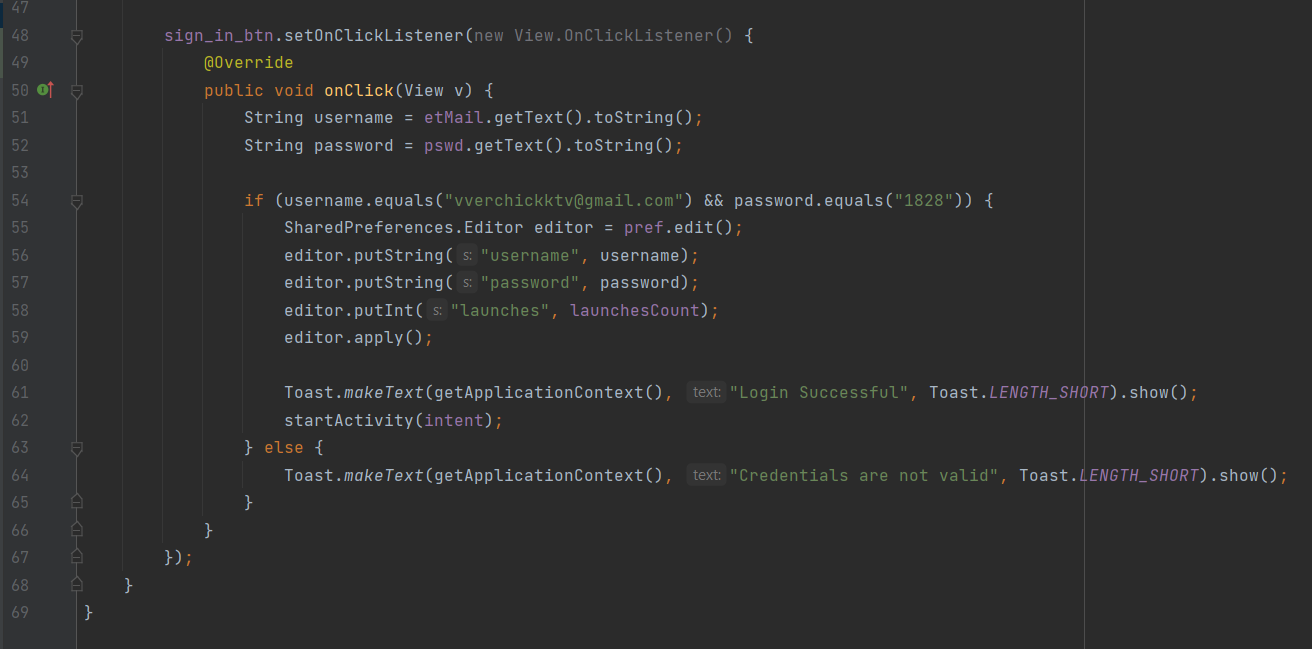 47
48 sign_in_btn.setOnClickListener(new View.OnClickListener() {
49 @Override
50 public void onClick(View v) {
51 String username = etMail.getText().toString();
52 String password = pswd.getText().toString();
53
54 if (username.equals("vverchickktv@gmail.com") && password.equals("1828")) {
55 SharedPreferences.Editor editor = pref.edit();
56 editor.putString( s: "username", username);
57 editor.putString( s: "password", password);
58 editor.putInt( s: "launches", launchesCount);
59 editor.apply();
60
61 Toast.makeText(getApplicationContext(), text: "Login Successful", Toast.LENGTH_SHORT).show();
62 startActivity(intent);
63 } else {
64 Toast.makeText(getApplicationContext(), text: "Credentials are not valid", Toast.LENGTH_SHORT).show();
65 }
66 }
67 });
68 }
69 }